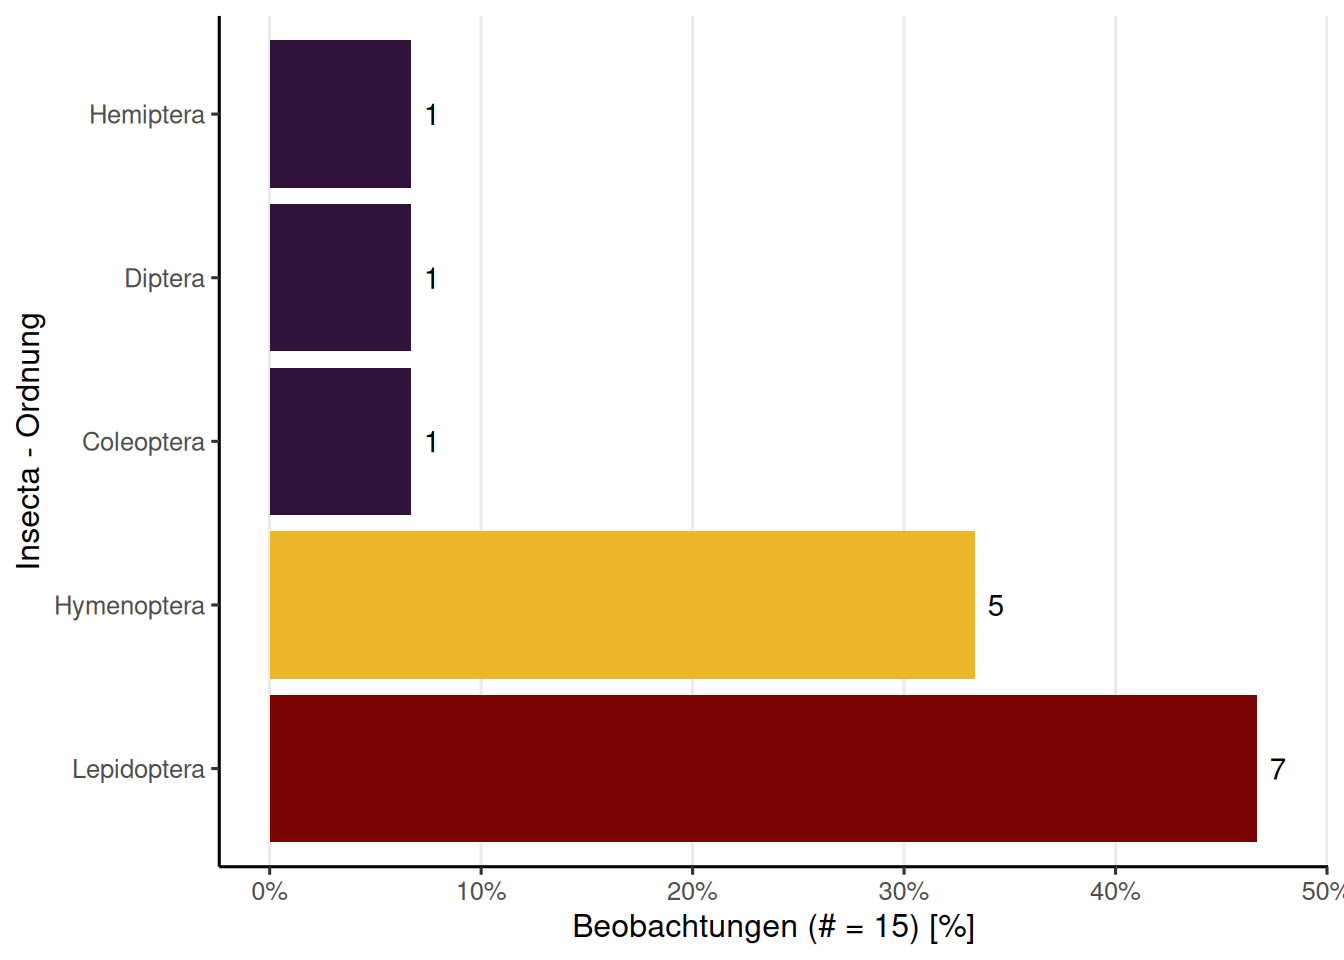 Insecta - Ordnung
Hemiptera
1
Diptera
1
Coleoptera
1
Hymenoptera
5
Lepidoptera
7
0% 10% 20% 30% 40% 50%
Beobachtungen (# = 15) [%]